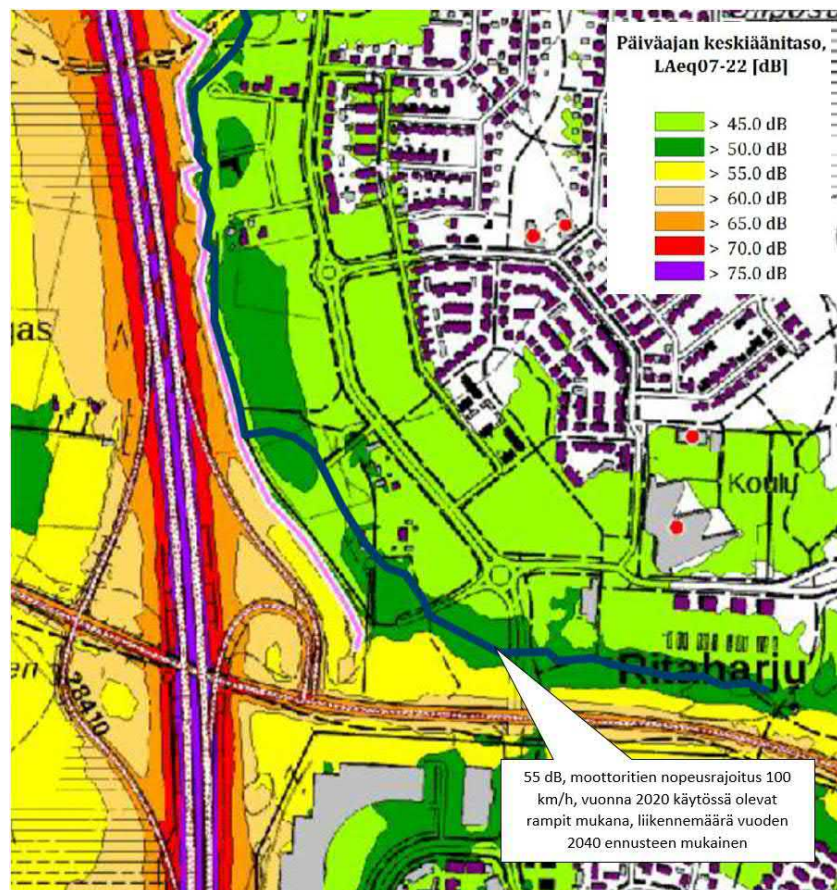 Päiväajan keskiäänitaso,
LAeq07-22 [dB]
> 45.0 dB
> 50.0 dB
> 55.0 dB
> 60.0 dB
> 65.0 dB
> 70.0 dB
> 75.0 dB
gas
Koulu
Ritaharju
en
28410
55 dB, moottoritien nopeusrajoitus 100
km/h, vuonna 2020 käytössä olevat
rampit mukana, liikennemäärä vuoden
2040 ennusteen mukainen